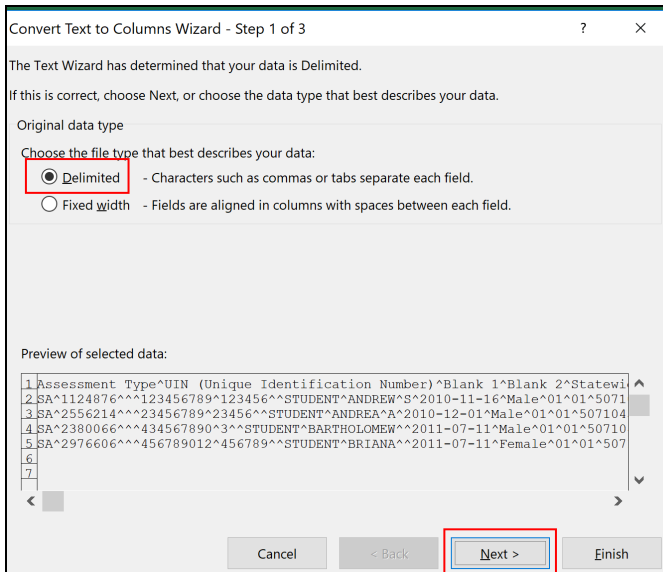 Convert Text to Columns Wizard - Step 1 of 3 ? ×
The Text Wizard has determined that your data is Delimited.
If this is correct, choose Next, or choose the data type that best describes your data.
Original data type
Choose the file type that best describes your data:
Delimited - Characters such as commas or tabs separate each field.
Fixed width - Fields are aligned in columns with spaces between each field.
Preview of selected data:
1 Assessment Type^UIN (Unique Identification Number)^Blank 1^Blank 2^Statewi
2 SA^1124876^^^123456789^123456^^STUDENT^ANDREW^S^2010-11-16^Male^01^01^5071
3 SA^2556214^^^23456789^23456^^STUDENT^ANDREA^A^2010-12-01^Male^01^01^507104
4 SA^2380066^^^434567890^3^^STUDENT^BARTHOLOMEW^^2011-07-11^Male^01^01^50710
5 SA^2976606^^^456789012^456789^^STUDENT^BRIANA^^2011-07-11^Female^01^01^507
6
7
Cancel < Back Next > Finish